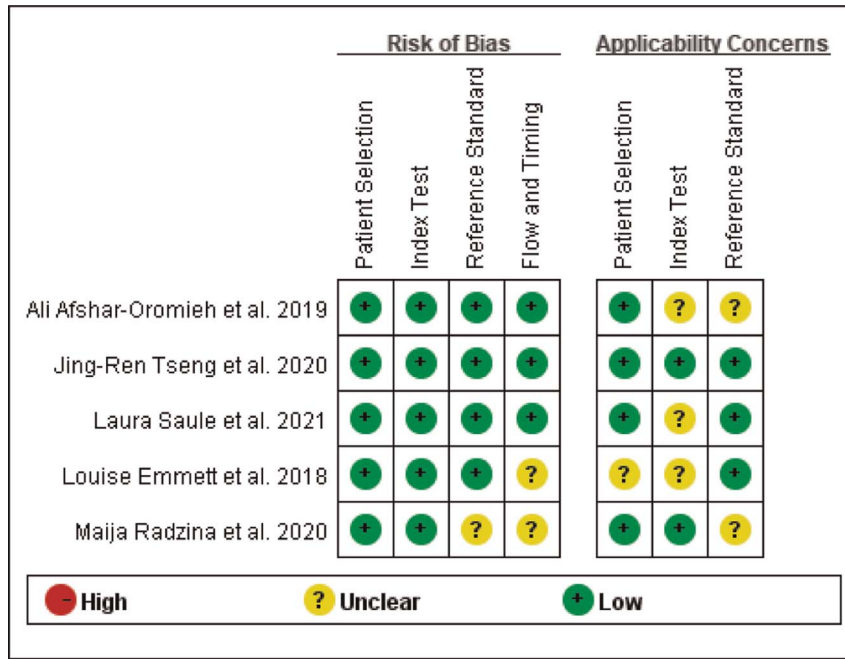 Risk of Bias Applicability Concerns
Patient Selection
Index Test
Reference Standard
Flow and Timing
Patient Selection
Index Test
Reference Standard
Ali Afshar-Oromieh et al. 2019 + + + + + ? ?
Jing-Ren Tseng et al. 2020 + + + + + + +
Laura Saule et al. 2021 + + + + + ? +
Louise Emmett et al. 2018 + + + ? ? ? +
Maija Radzina et al. 2020 + + ? ? + + ?
- High ? Unclear + Low